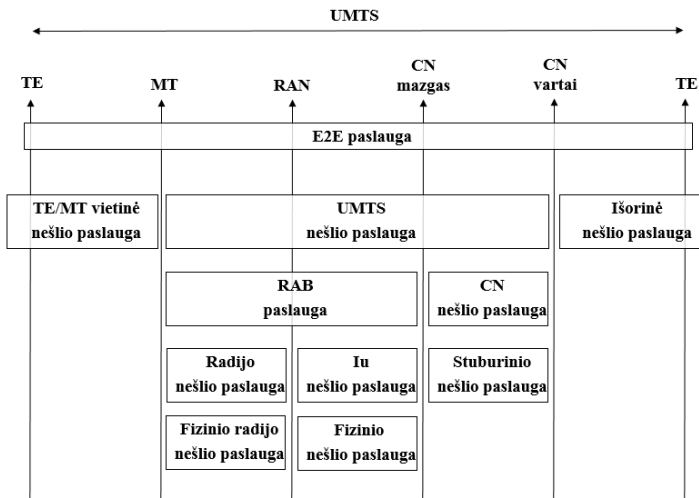 UMTS
TE
MT
RAN
CN
mazgas
CN
vartai
TE
E2E paslauga
TE/MT vietinė
nešlio paslauga
UMTS
nešlio paslauga
Išorinė
nešlio paslauga
RAB
paslauga
CN
nešlio paslauga
Radijo
nešlio paslauga
Iu
nešlio paslauga
Stuburinio
nešlio paslauga
Fizinio radijo
nešlio paslauga
Fizinio
nešlio paslauga